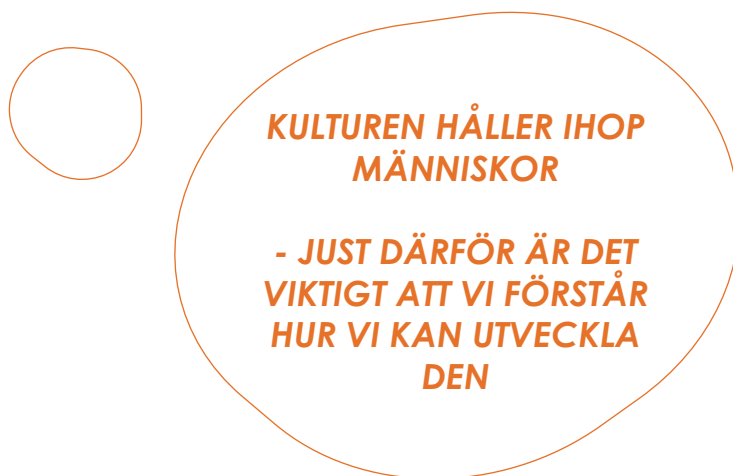 KULTUREN HÅLLER IHOP
MÄNNISKOR
- JUST DÄRFÖR ÄR DET
VIKTIGT ATT VI FÖRSTÅR
HUR VI KAN UTVECKLA
DEN